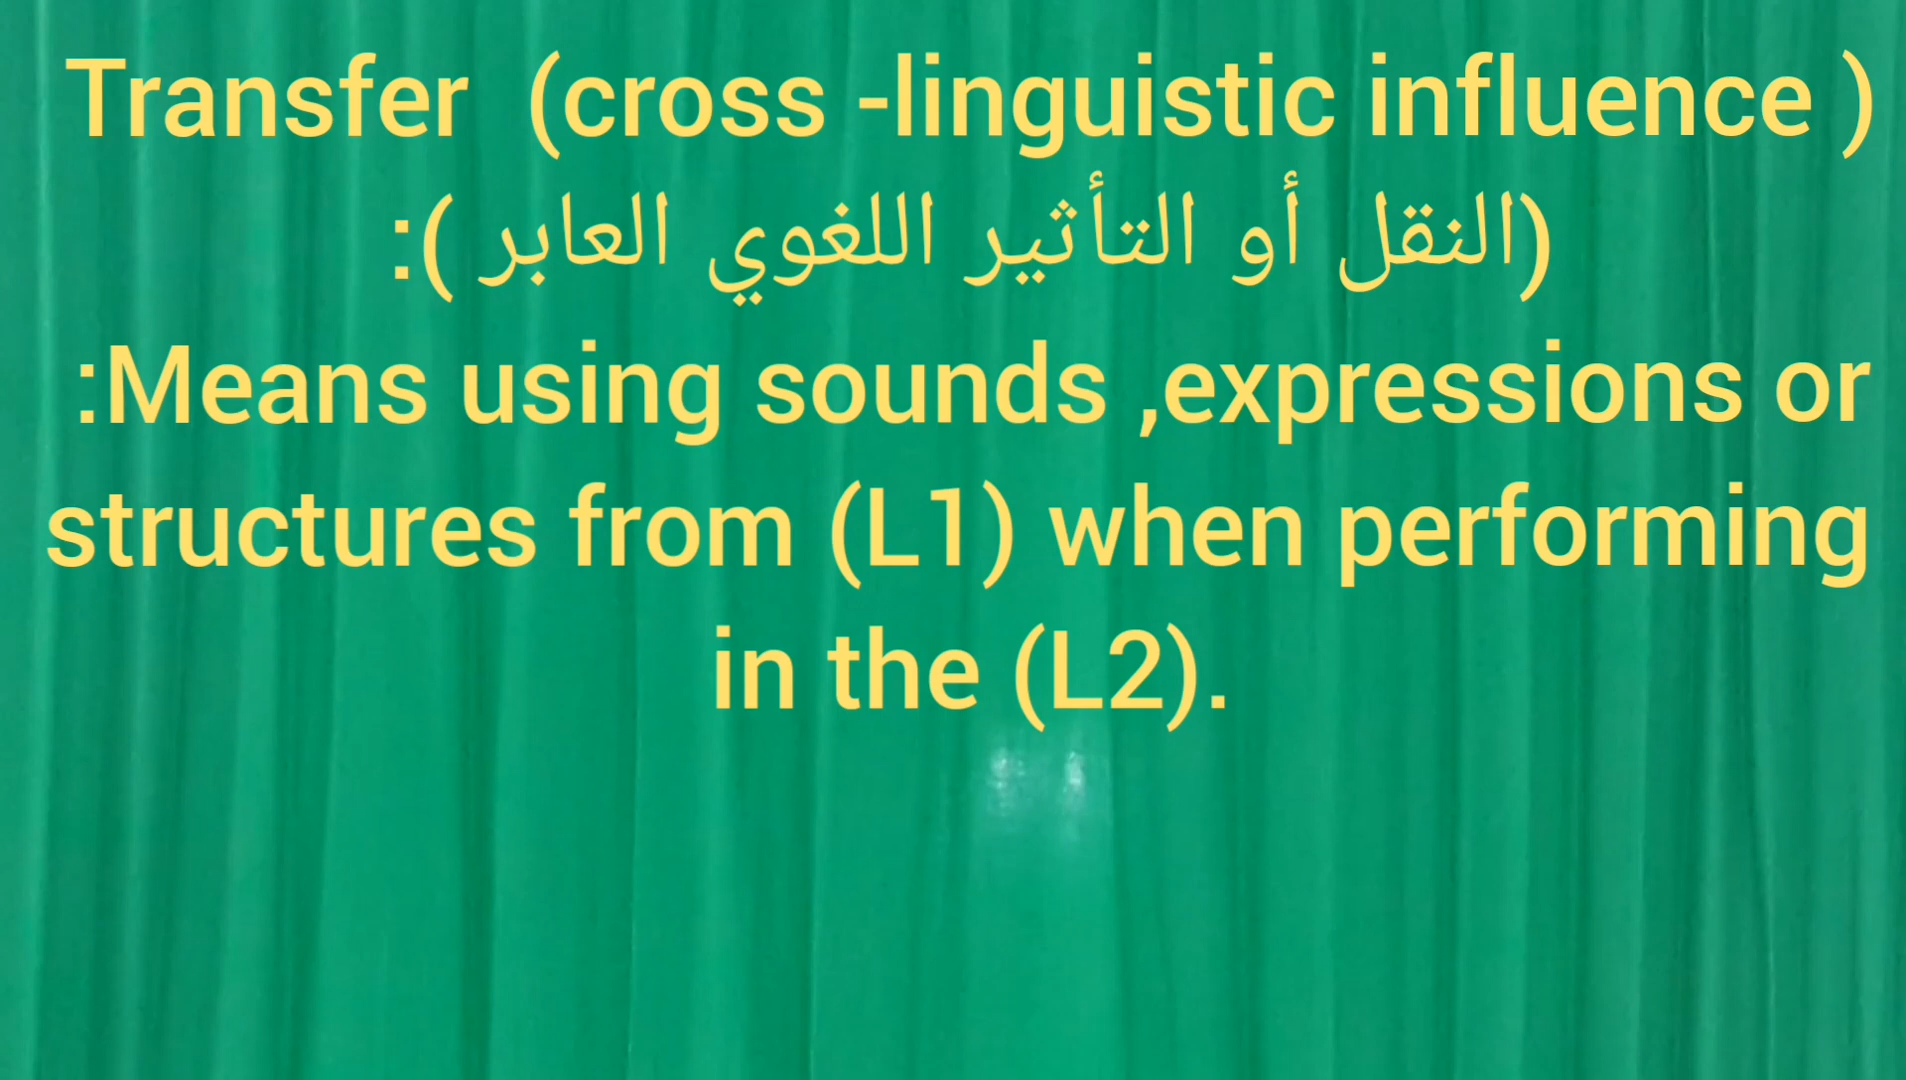 Transfer (cross -linguistic influence )
(النقل أو التأثير اللغوي العابر ):
:Means using sounds ,expressions or
structures from (L1) when performing
in the (L2).